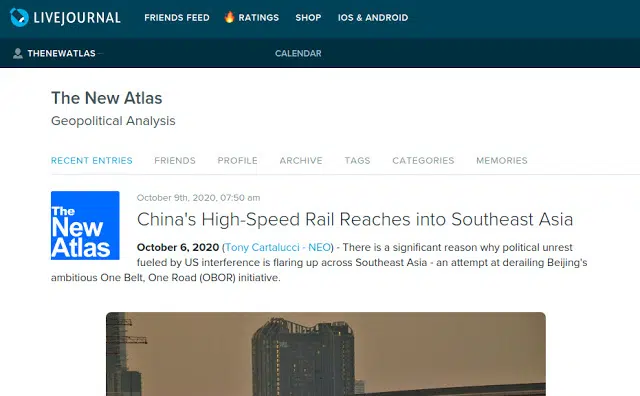 LIVEJOURNAL FRIENDS FEED RATINGS SHOP IOS & ANDROID
THENEWATLAS CALENDAR
The New Atlas
Geopolitical Analysis
RECENT ENTRIES FRIENDS PROFILE ARCHIVE TAGS CATEGORIES MEMORIES
The
New
Atlas
October 9th, 2020, 07:50 am
China's High-Speed Rail Reaches into Southeast Asia
October 6, 2020 (Tony Cartalucci - NEO) - There is a significant reason why political unrest
fueled by US interference is flaring up across Southeast Asia - an attempt at derailing Beijing's
ambitious One Belt, One Road (OBOR) initiative.